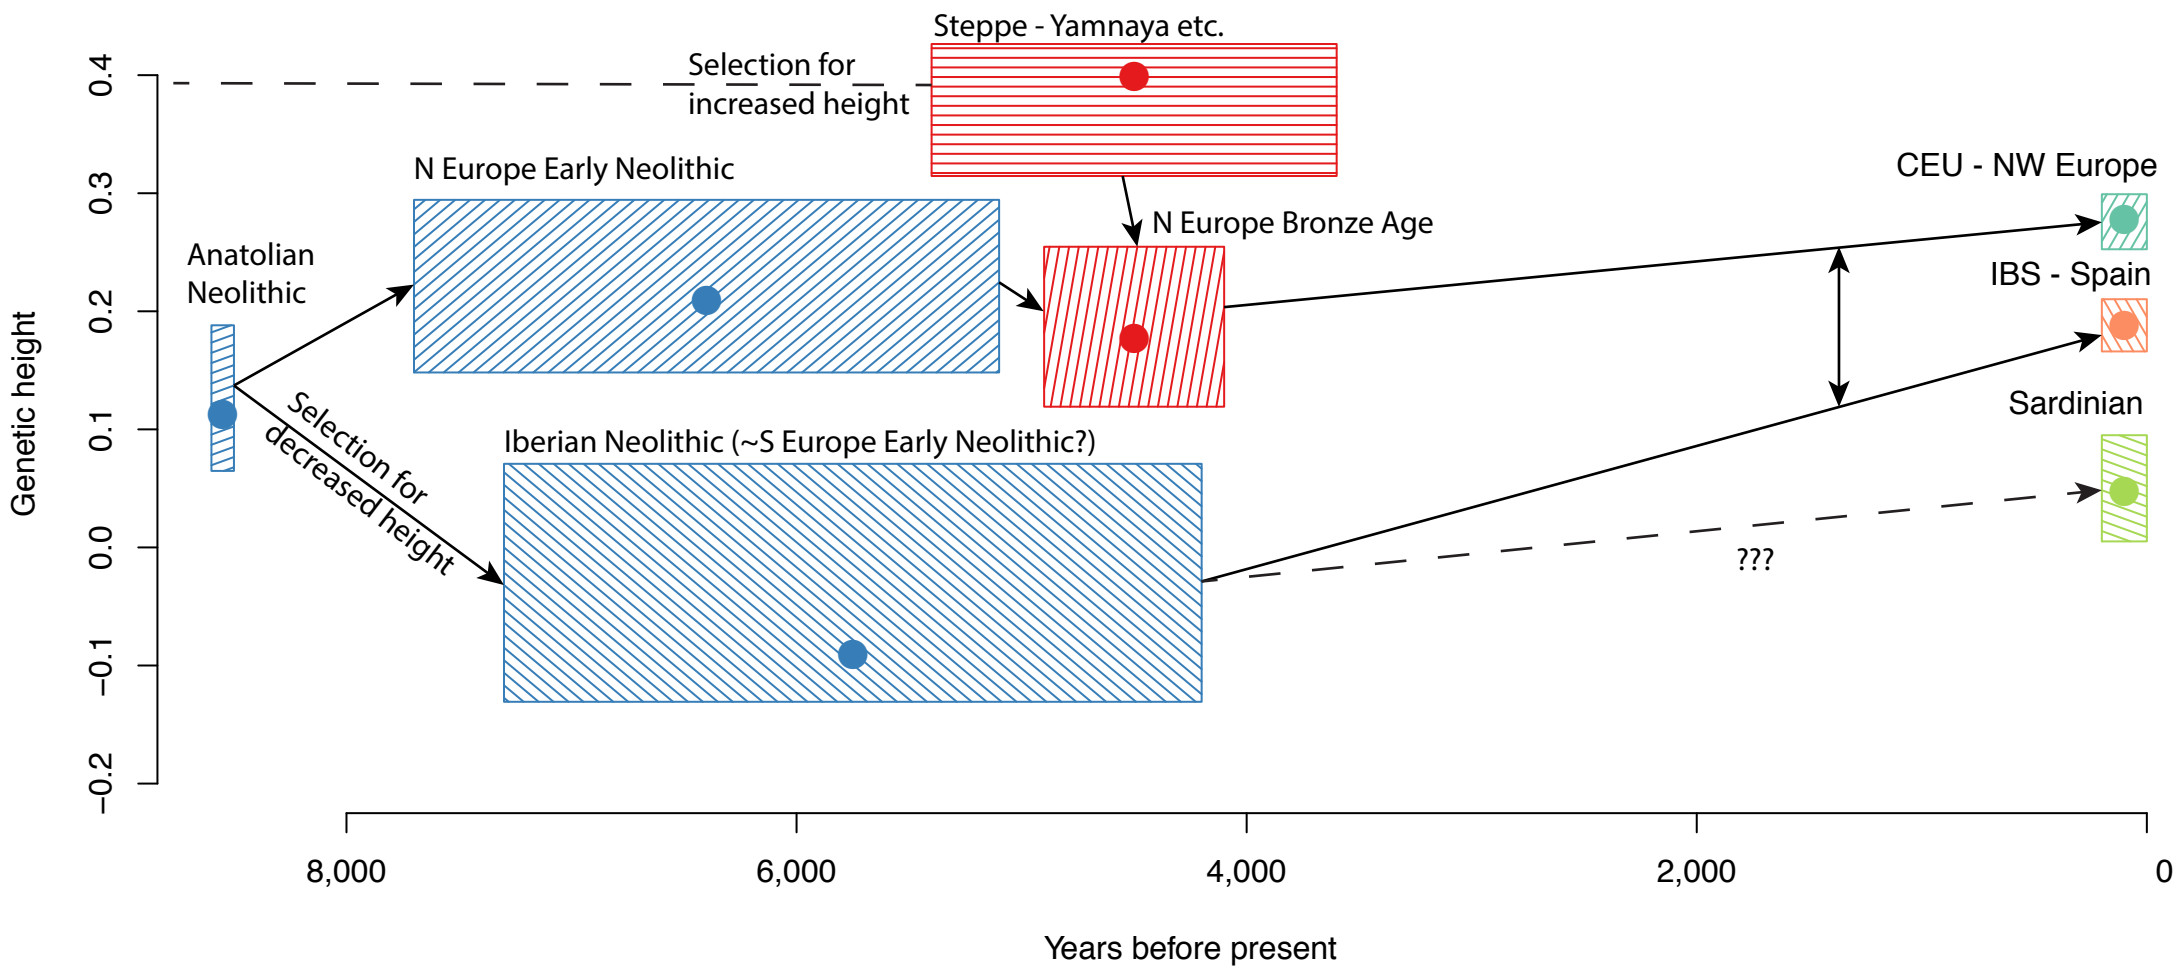 Steppe - Yamnaya etc.
Selection for
increased height
N Europe Early Neolithic
CEU - NW Europe
N Europe Bronze Age
Anatolian
Neolithic
IBS - Spain
Selection for
decreased height
Sardinian
Iberian Neolithic (~S Europe Early Neolithic?)
???
Genetic height
0.4
0.3
0.2
0.1
0.0
−0.1
−0.2
8,000
6,000
4,000
2,000
0
Years before present